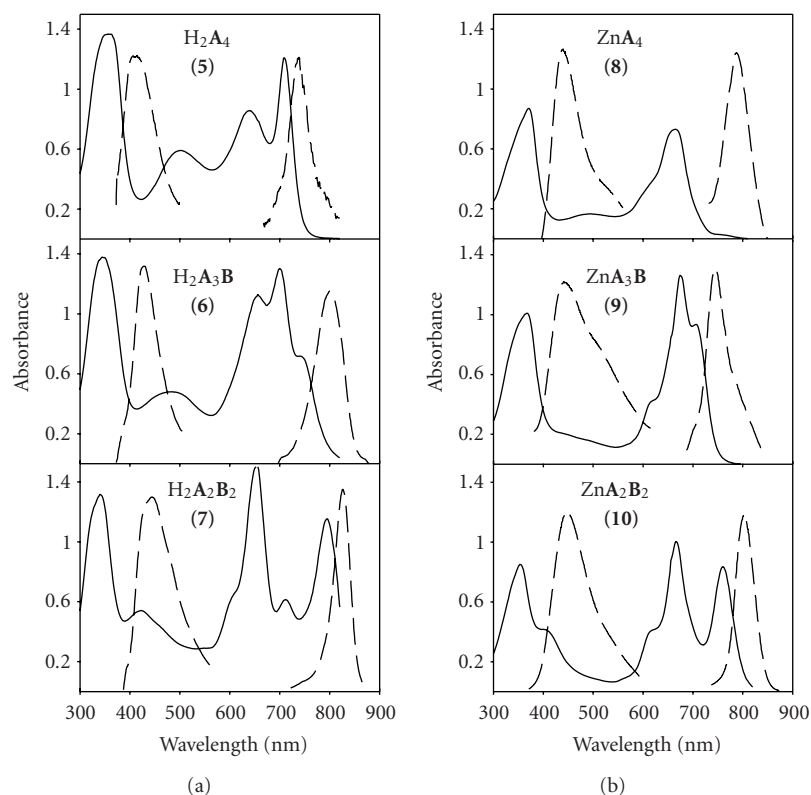 H₂A₄
(5)
1.4
1
0.6
0.2
H₂A₃B
(6)
1.4
1
0.6
0.2
H₂A₂B₂
(7)
1.4
1
0.6
0.2
Absorbance
300 400 500 600 700 800 900
Wavelength (nm)
(a)
ZnA₄
(8)
1.4
1
0.6
0.2
ZnA₃B
(9)
1.4
1
0.6
0.2
ZnA₂B₂
(10)
1.4
1
0.6
0.2
Absorbance
300 400 500 600 700 800 900
Wavelength (nm)
(b)